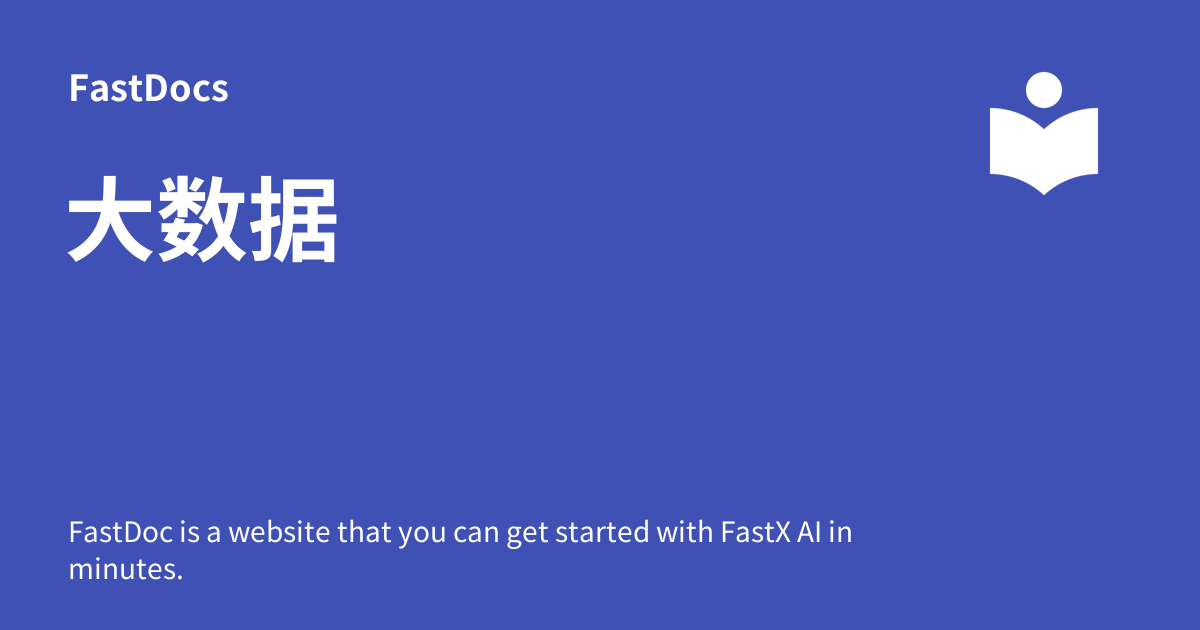 FastDocs
大数据
FastDoc is a website that you can get started with FastX AI in
minutes.